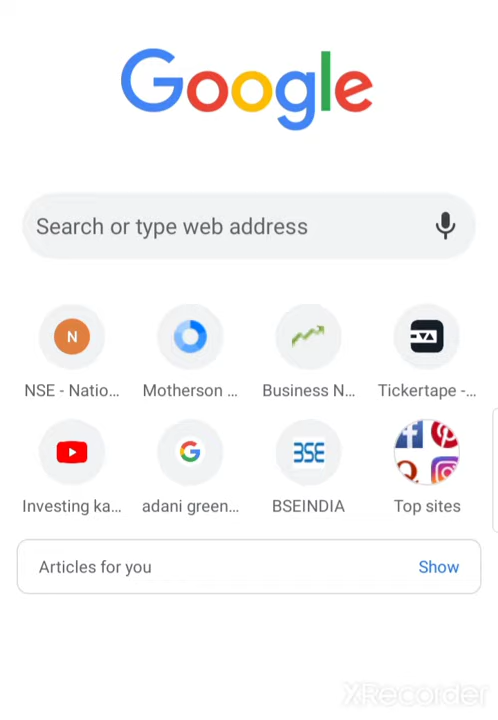 Google
Search or type web address
N
NSE - Natio... Motherson ... Business N... Tickertape -...
BSE
Investing ka... adani green... BSEINDIA Top sites
Articles for you Show
XRecorder